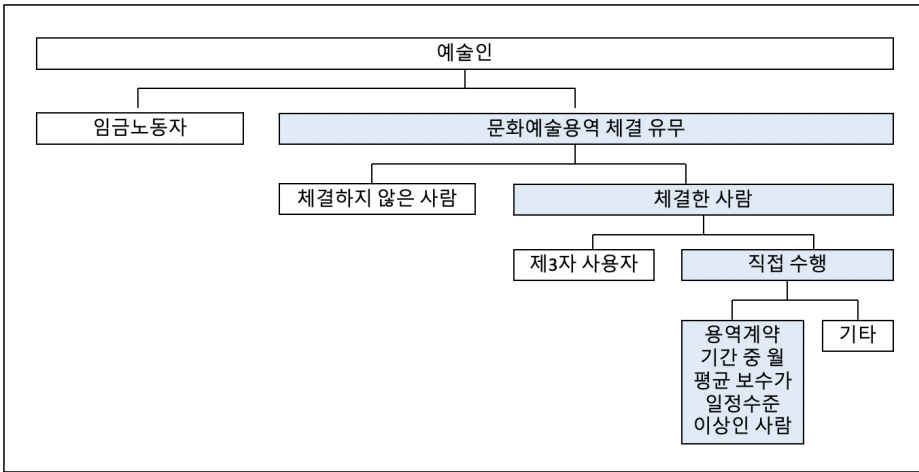 예술인
임금노동자
문화예술용역 체결 유무
체결하지 않은 사람
체결한 사람
제3자 사용자
직접 수행
용역계약
기간 중 월
평균 보수가
일정수준
이상인 사람
기타